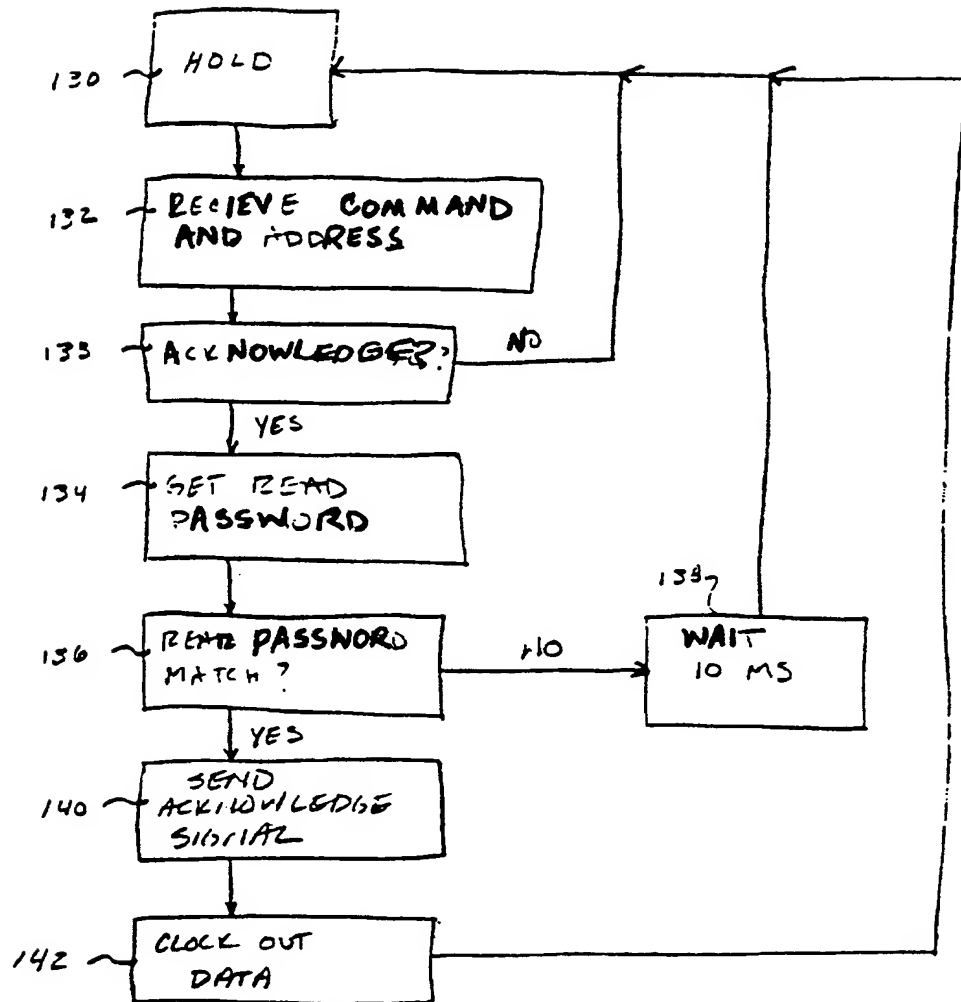 130
HOLD
132
RECIEVE COMMAND
AND ADDRESS
133
ACKNOWLEDGE?
NO
YES
134
GET READ
PASSWORD
136
READ PASSWORD
MATCH?
NO
138
WAIT
10 MS
YES
140
SEND
ACKNOWLEDGE
SIGNAL
142
CLOCK OUT
DATA